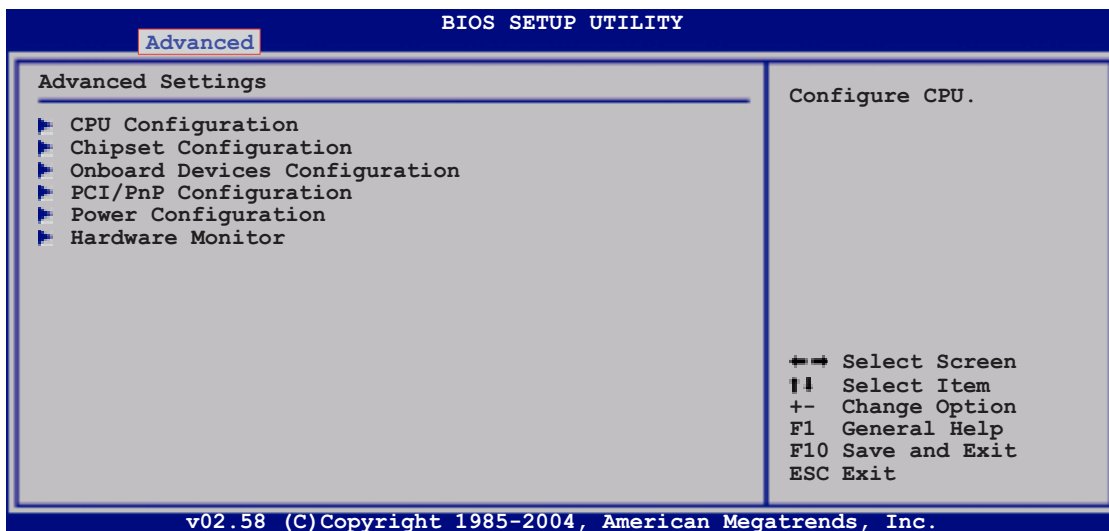 BIOS SETUP UTILITY
Advanced
Advanced Settings
CPU Configuration
Chipset Configuration
Onboard Devices Configuration
PCI/PnP Configuration
Power Configuration
Hardware Monitor
Configure CPU.
←→ Select Screen
↑↓ Select Item
+- Change Option
F1 General Help
F10 Save and Exit
ESC Exit
v02.58 (C)Copyright 1985-2004, American Megatrends, Inc.